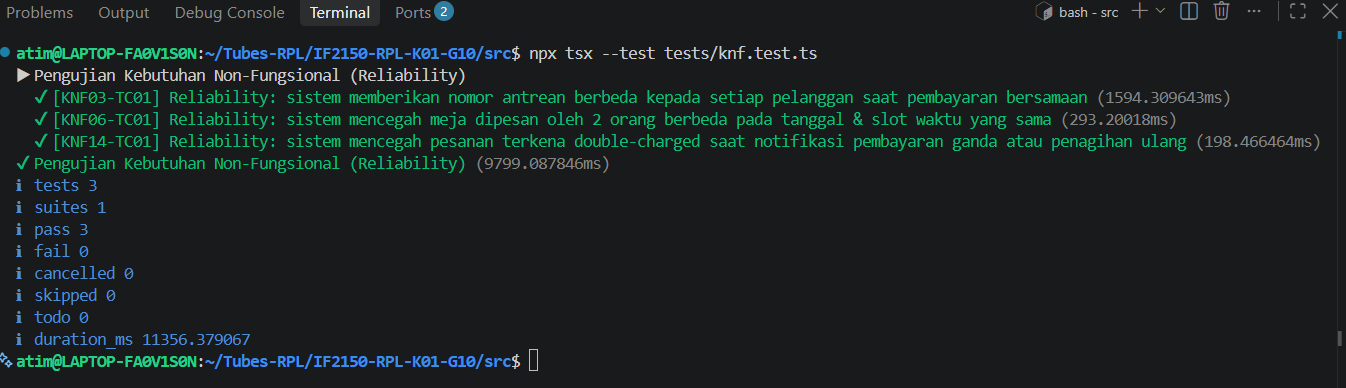 Problems Output Debug Console Terminal Ports 2 bash - src
atim@LAPTOP-FA0V1S0N:~/Tubes-RPL/IF2150-RPL-K01-G10/src$ npx tsx --test tests/knf.test.ts
▶ Pengujian Kebutuhan Non-Fungsional (Reliability)
✔ [KNF03-TC01] Reliability: sistem memberikan nomor antrean berbeda kepada setiap pelanggan saat pembayaran bersamaan (1594.309643ms)
✔ [KNF06-TC01] Reliability: sistem mencegah meja dipesan oleh 2 orang berbeda pada tanggal & slot waktu yang sama (293.20018ms)
✔ [KNF14-TC01] Reliability: sistem mencegah pesanan terkena double-charged saat notifikasi pembayaran ganda atau penagihan ulang (198.466464ms)
✔ Pengujian Kebutuhan Non-Fungsional (Reliability) (9799.087846ms)
ℹ tests 3
ℹ suites 1
ℹ pass 3
ℹ fail 0
ℹ cancelled 0
ℹ skipped 0
ℹ todo 0
ℹ duration_ms 11356.379067
atim@LAPTOP-FA0V1S0N:~/Tubes-RPL/IF2150-RPL-K01-G10/src$